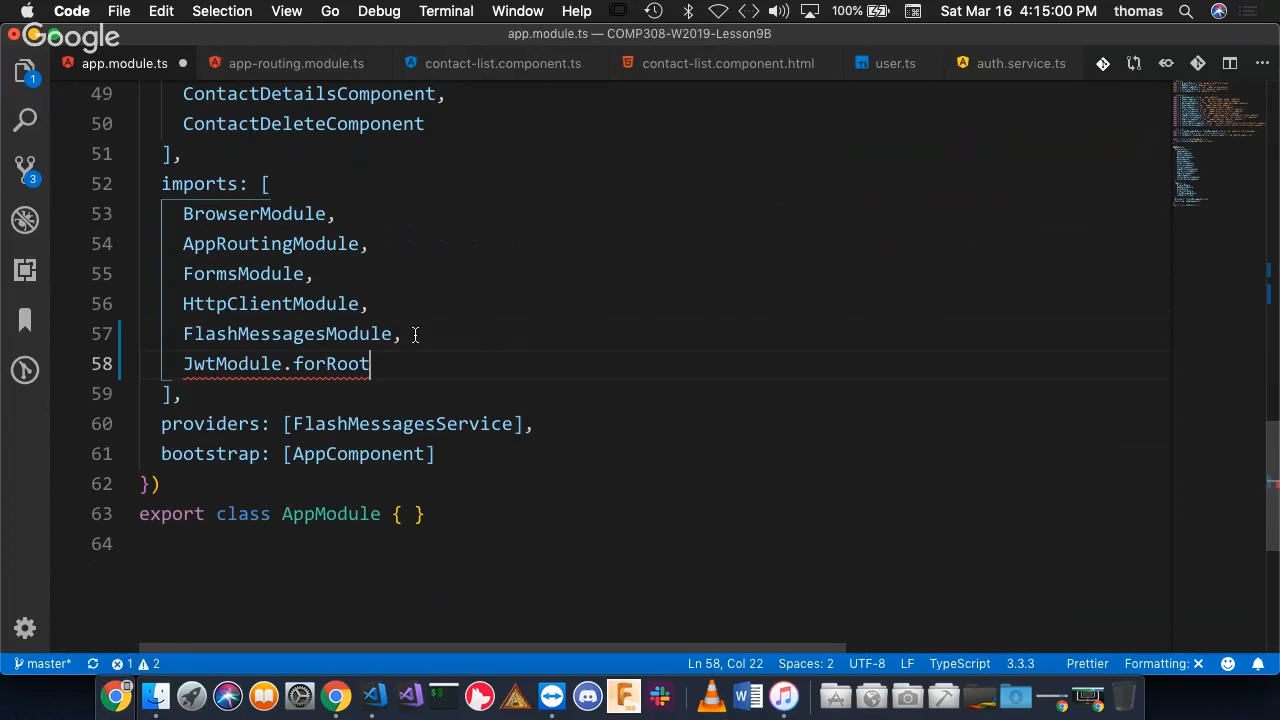 Code File Edit Selection View Go Debug Terminal Window Help 100% Sat Mar 16 4:15:00 PM thomas
Google
app.module.ts — COMP308-W2019-Lesson9B
app.module.ts app-routing.module.ts contact-list.component.ts contact-list.component.html user.ts auth.service.ts
49 ContactDetailsComponent,
50 ContactDeleteComponent
51 ],
52 imports: [
53 BrowserModule,
54 AppRoutingModule,
55 FormsModule,
56 HttpClientModule,
57 FlashMessagesModule,
58 JwtModule.forRoot
59 ],
60 providers: [FlashMessagesService],
61 bootstrap: [AppComponent]
62 })
63 export class AppModule { }
64
1
3
master* 1 2 Ln 58, Col 22 Spaces: 2 UTF-8 LF TypeScript 3.3.3 Prettier Formatting: ✕